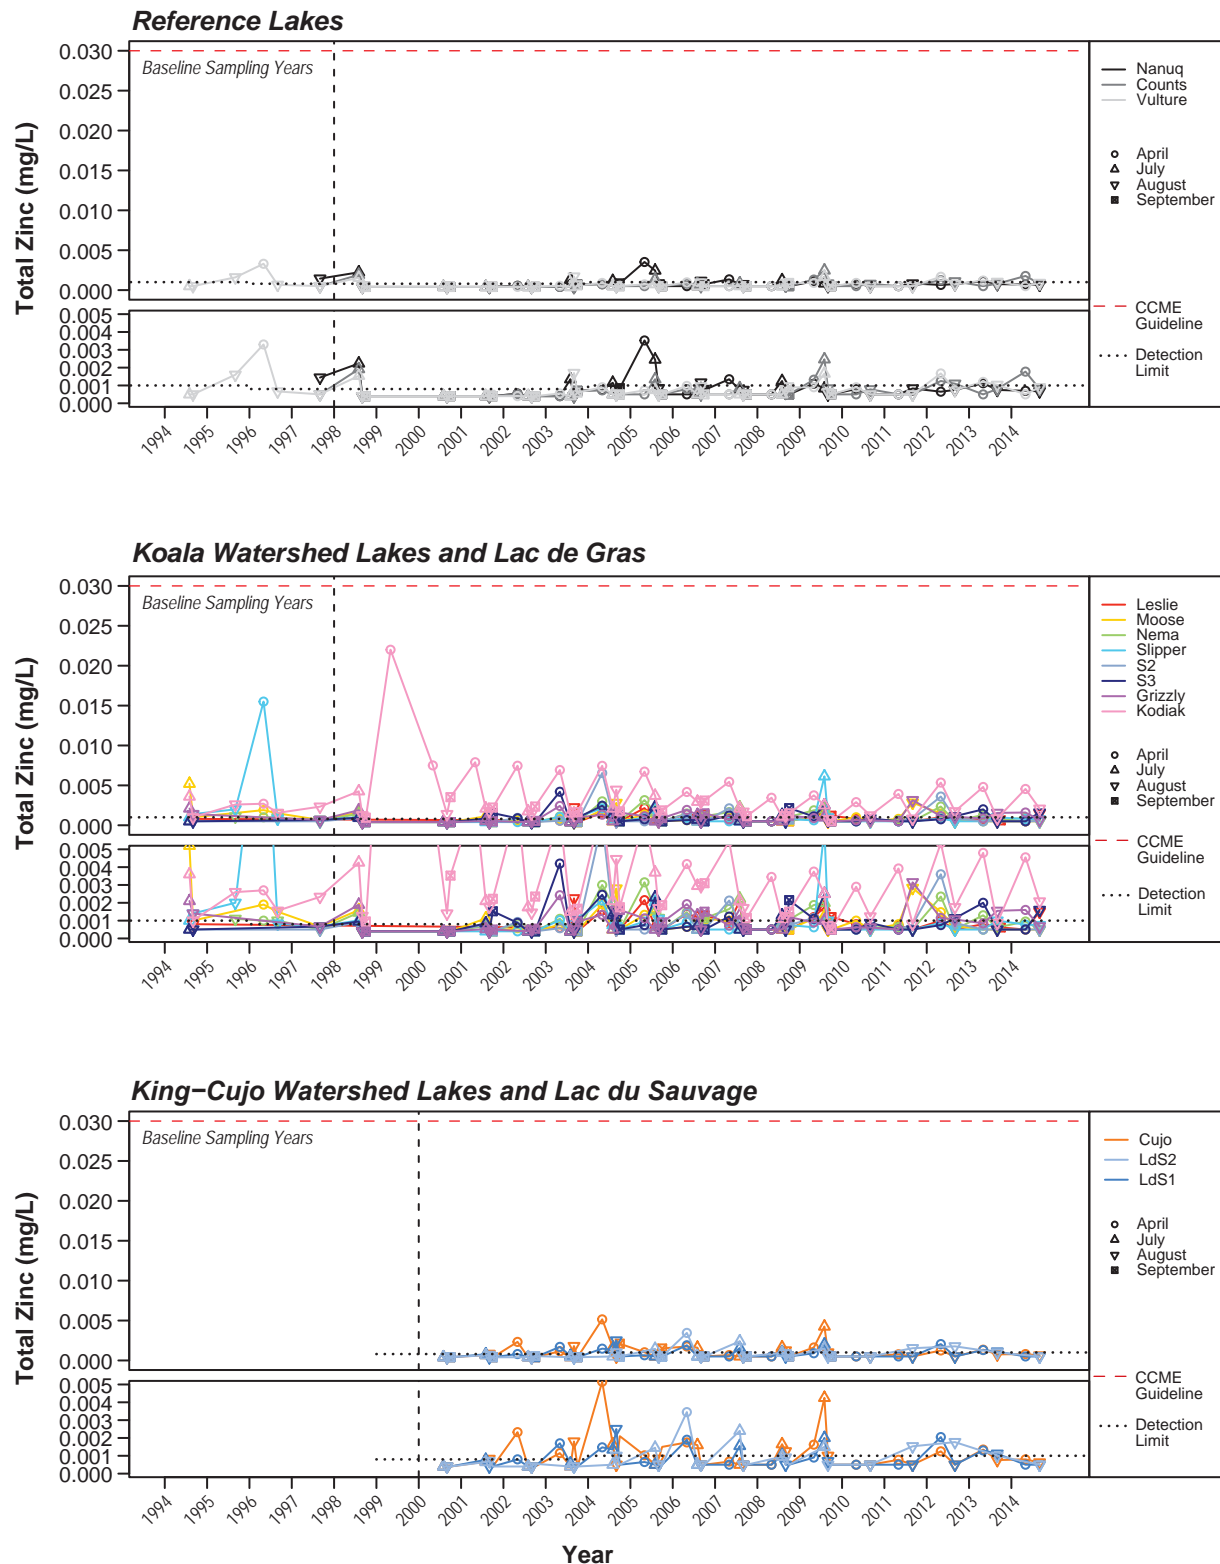 Reference Lakes
Total Zinc (mg/L)
0.030
0.025
0.020
0.015
0.010
0.005
0.000
Baseline Sampling Years
Nanuq
Counts
Vulture
April
July
August
September
0.005
0.004
0.003
0.002
0.001
0.000
CCME
Guideline
Detection
Limit
1994 1995 1996 1997 1998 1999 2000 2001 2002 2003 2004 2005 2006 2007 2008 2009 2010 2011 2012 2013 2014
Koala Watershed Lakes and Lac de Gras
Total Zinc (mg/L)
0.030
0.025
0.020
0.015
0.010
0.005
0.000
Baseline Sampling Years
Leslie
Moose
Nema
Slipper
S2
S3
Grizzly
Kodiak
April
July
August
September
0.005
0.004
0.003
0.002
0.001
0.000
CCME
Guideline
Detection
Limit
1994 1995 1996 1997 1998 1999 2000 2001 2002 2003 2004 2005 2006 2007 2008 2009 2010 2011 2012 2013 2014
King−Cujo Watershed Lakes and Lac du Sauvage
Total Zinc (mg/L)
0.030
0.025
0.020
0.015
0.010
0.005
0.000
Baseline Sampling Years
Cujo
LdS2
LdS1
April
July
August
September
0.005
0.004
0.003
0.002
0.001
0.000
CCME
Guideline
Detection
Limit
1994 1995 1996 1997 1998 1999 2000 2001 2002 2003 2004 2005 2006 2007 2008 2009 2010 2011 2012 2013 2014
Year